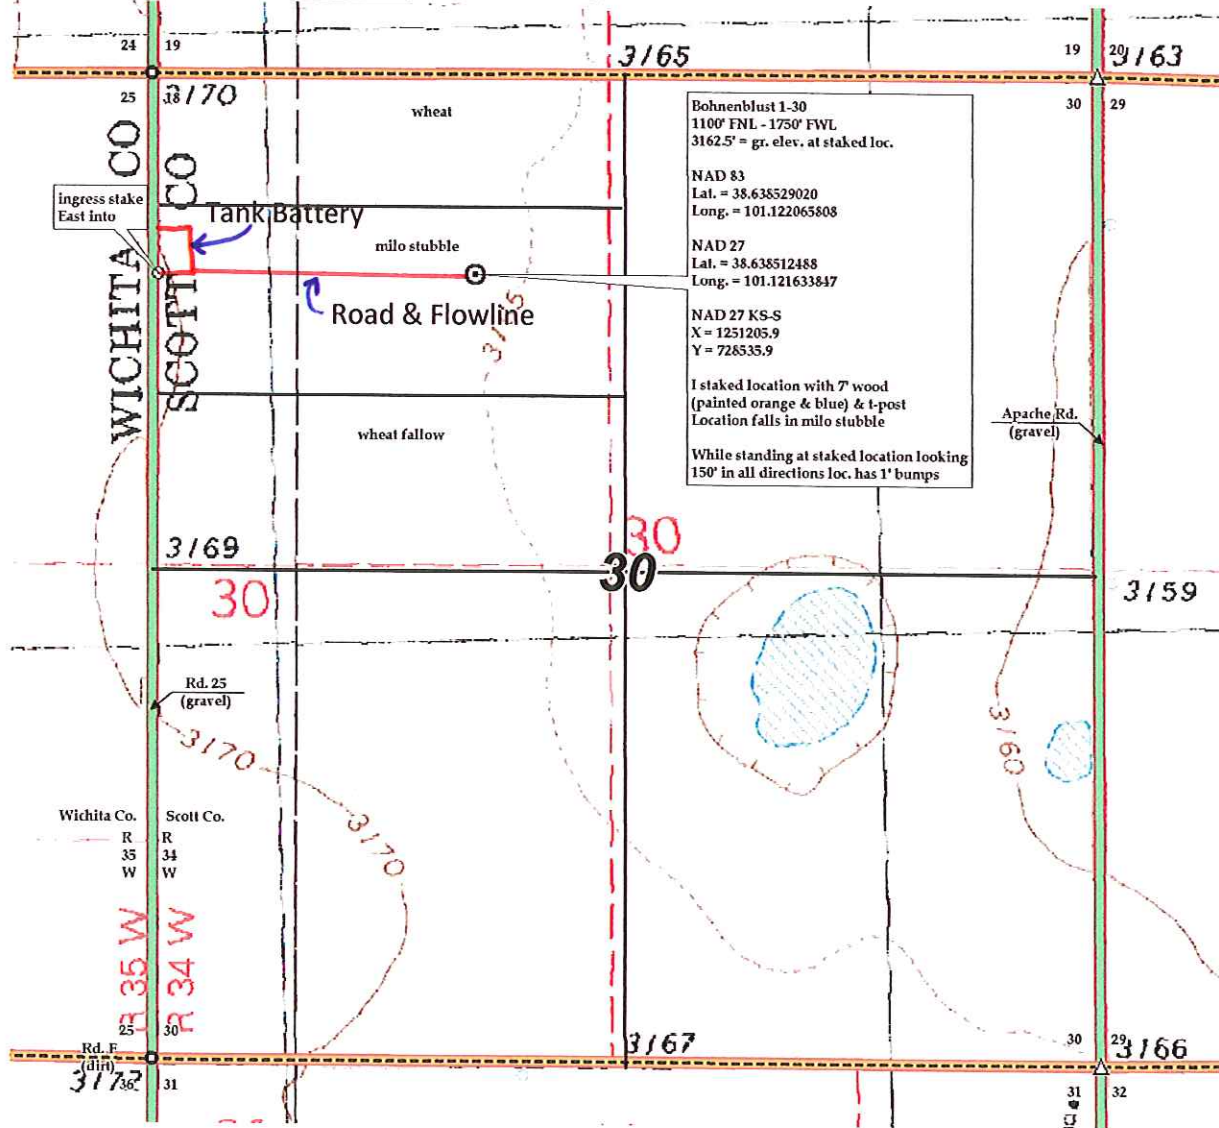 24 19
3165
19 20
3163
25 18
3170
30 29
wheat
Bohnenblust 1-30
1100' FNL - 1750' FWL
3162.5' = gr. elev. at staked loc.
NAD 83
Lat. = 38.638529020
Long. = 101.122065808
NAD 27
Lat. = 38.638512488
Long. = 101.121633847
NAD 27 KS-S
X = 1251205.9
Y = 728535.9
I staked location with 7' wood
(painted orange & blue) & t-post
Location falls in milo stubble
While standing at staked location looking
150' in all directions loc. has 1' bumps
WICHITA CO
SCOTT CO
ingress stake
East into
Tank Battery
milo stubble
Road & Flowline
3165
Apache Rd.
(gravel)
wheat fallow
3169
30
30
30
3159
Rd. 25
(gravel)
3170
3160
3170
Wichita Co. Scott Co.
R R
35 34
W W
R 35 W
R 34 W
25 30
Rd. F
(dirt)
36 31
3167
30 29
3166
31 32